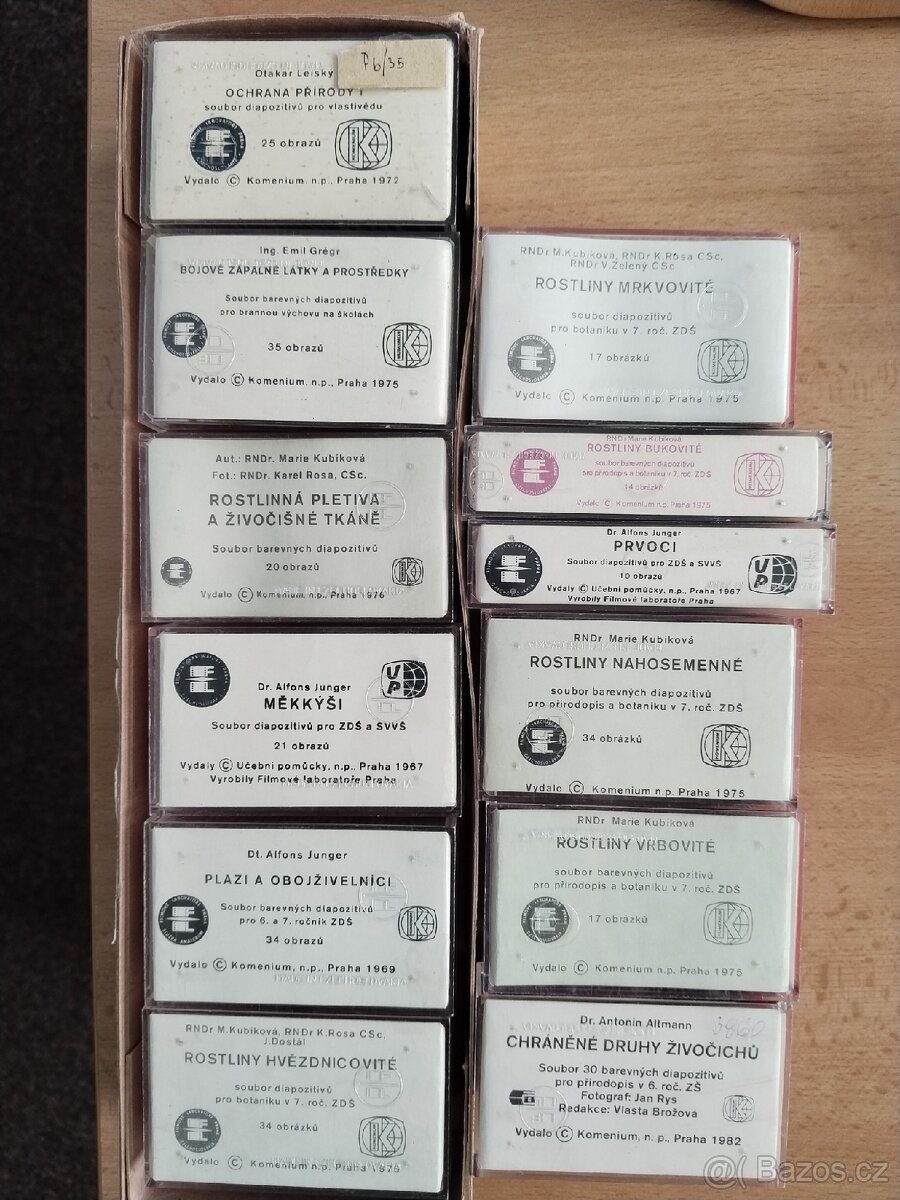 Otakar Leiský
Pb/35
OCHRANA PŘÍRODY I
soubor diapozitivů pro vlastivědu
25 obrazů
Vydalo © Komenium, n.p., Praha 1972
Ing. Emil Grégr
BOJOVÉ ZÁPALNÉ LÁTKY A PROSTŘEDKY
Soubor barevných diapozitivů
pro brannou výchovu na školách
35 obrazů
Vydalo © Komenium, n.p., Praha 1975
Aut.: RNDr. Marie Kubíková
Fot.: RNDr. Karel Rosa, CSc.
ROSTLINNÁ PLETIVA
A ŽIVOČIŠNÉ TKÁNĚ
Soubor barevných diapozitivů
20 obrazů
Vydalo © Komenium, n.p., Praha 1976
Dr. Alfons Junger
MĚKKÝŠI
Soubor diapozitivů pro ZDŠ a SVVŠ
21 obrazů
Vydaly © Učební pomůcky, n.p., Praha 1967
Vyrobily Filmové laboratoře Praha
VP
Dt. Alfons Junger
PLAZI A OBOJŽIVELNÍCI
Soubor barevných diapozitivů
pro 6. a 7. ročník ZDŠ
34 obrazů
Vydalo © Komenium, n.p., Praha 1969
RNDr M.Kubíková, RNDr K.Rosa CSc,
J.Dostál
ROSTLINY HVĚZDNICOVITÉ
soubor diapozitivů
pro botaniku v 7. roč. ZDŠ
34 obrázků
Vydalo © Komenium n.p. Praha 1975
RNDr M.Kubíková, RNDr K.Rosa CSc,
RNDr V.Zelený CSc
ROSTLINY MRKVOVITÉ
soubor diapozitivů
pro botaniku v 7. roč. ZDŠ
17 obrázků
Vydalo © Komenium n.p. Praha 1975
RNDr Marie Kubíková
ROSTLINY BUKOVITÉ
soubor barevných diapozitivů
pro přírodopis a botaniku v 7. roč. ZDŠ
14 obrázků
Vydalo © Komenium n.p. Praha 1975
Dr. Alfons Junger
PRVOCI
Soubor diapozitivů pro ZDŠ a SVVŠ
10 obrazů
Vydaly © Učební pomůcky, n.p., Praha 1967
Vyrobily Filmové laboratoře Praha
VP
RNDr Marie Kubíková
ROSTLINY NAHOSEMENNÉ
soubor barevných diapozitivů
pro přírodopis a botaniku v 7. roč. ZDŠ
34 obrázků
Vydalo © Komenium n.p. Praha 1975
RNDr Marie Kubíková
ROSTLINY VRBOVITÉ
soubor barevných diapozitivů
pro přírodopis a botaniku v 7. roč. ZDŠ
17 obrázků
Vydalo © Komenium n.p. Praha 1975
Dr. Antonín Altmann
CHRÁNĚNÉ DRUHY ŽIVOČICHŮ
Soubor 30 barevných diapozitivů
pro přírodopis v 6. roč. ZŠ
Fotograf: Jan Rys
Redakce: Vlasta Brožová
Vydalo © Komenium, n. p., Praha 1982
@ Bazos.cz